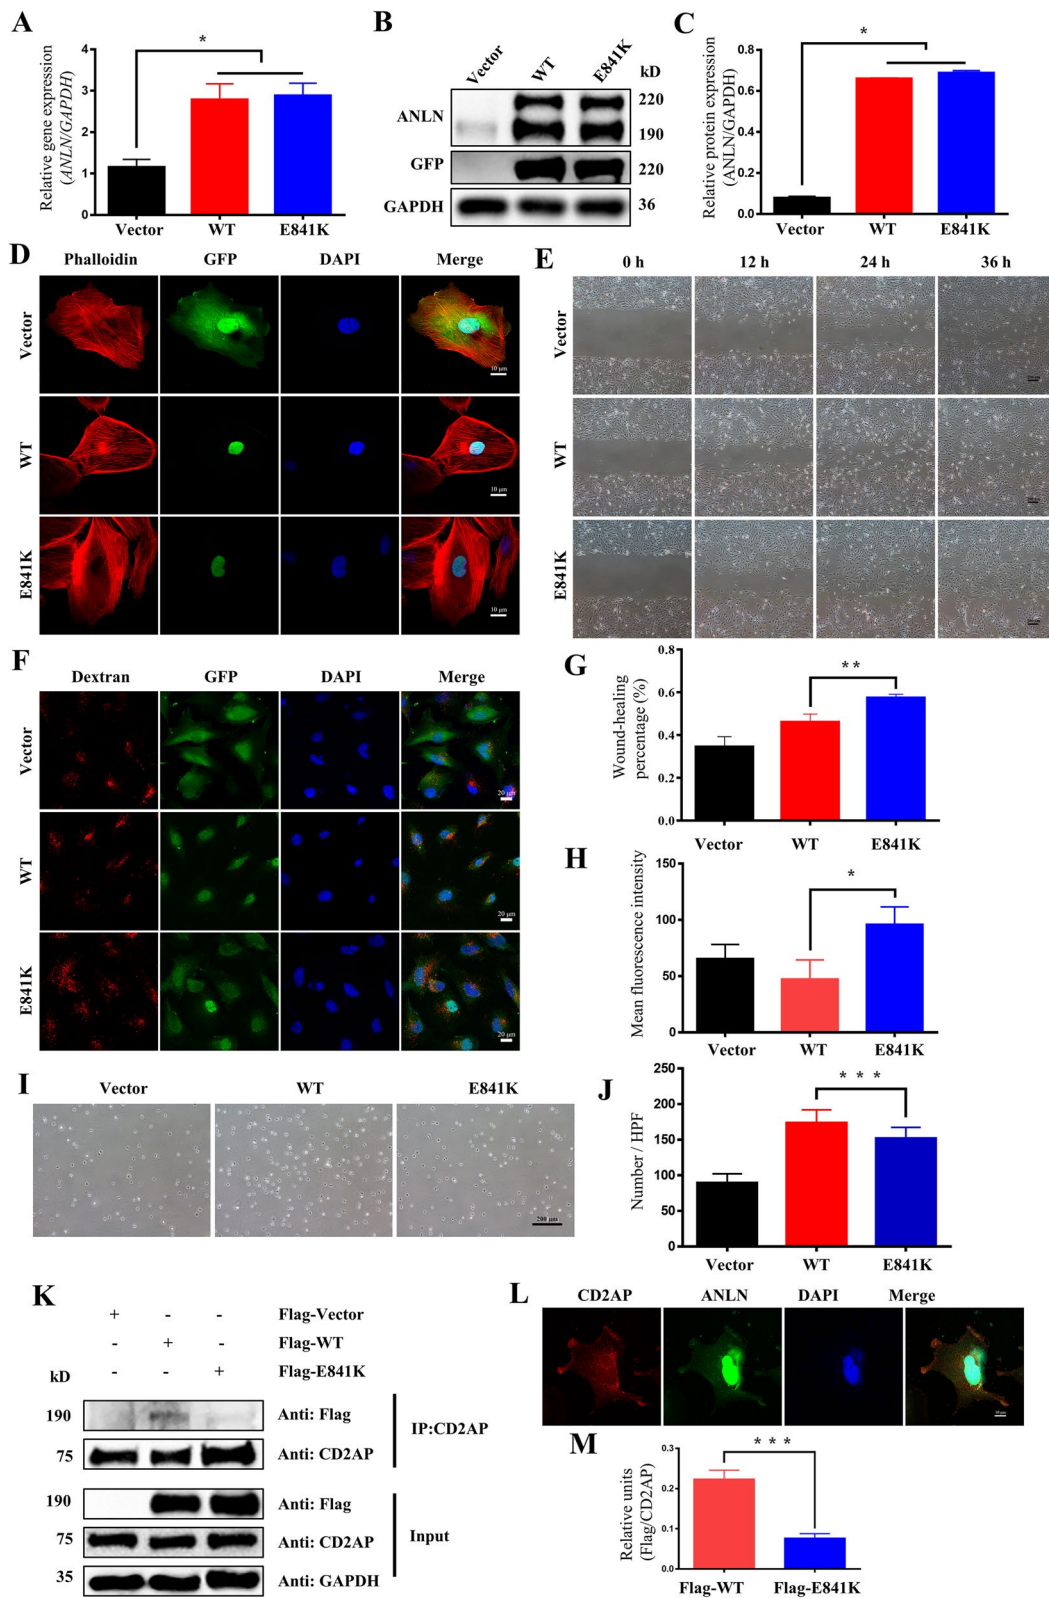 A
Relative gene expression
(ANLN/GAPDH)
4
3
2
1
0
*
Vector WT E841K
B
Vector WT E841K kD
ANLN 220
190
GFP 220
GAPDH 36
C
Relative protein expression
(ANLN/GAPDH)
0.8
0.6
0.4
0.2
0.0
*
Vector WT E841K
D
Phalloidin GFP DAPI Merge
Vector
10 μm
WT
10 μm
E841K
10 μm
E
0 h 12 h 24 h 36 h
Vector
WT
E841K
F
Dextran GFP DAPI Merge
Vector
20 μm
WT
20 μm
E841K
20 μm
G
Wound-healing
percentage (%)
0.8
0.6
0.4
0.2
0.0
**
Vector WT E841K
H
Mean fluorescence intensity
150
100
50
0
*
Vector WT E841K
I
Vector WT E841K
200 μm
J
Number / HPF
250
200
150
100
50
0
* * *
Vector WT E841K
K
+ - - Flag-Vector
- + - Flag-WT
- - + Flag-E841K
kD
190 Anti: Flag
IP:CD2AP
75 Anti: CD2AP
190 Anti: Flag
Input
75 Anti: CD2AP
35 Anti: GAPDH
L
CD2AP ANLN DAPI Merge
M
Relative units
(Flag/CD2AP)
0.3
0.2
0.1
0.0
* * *
Flag-WT Flag-E841K